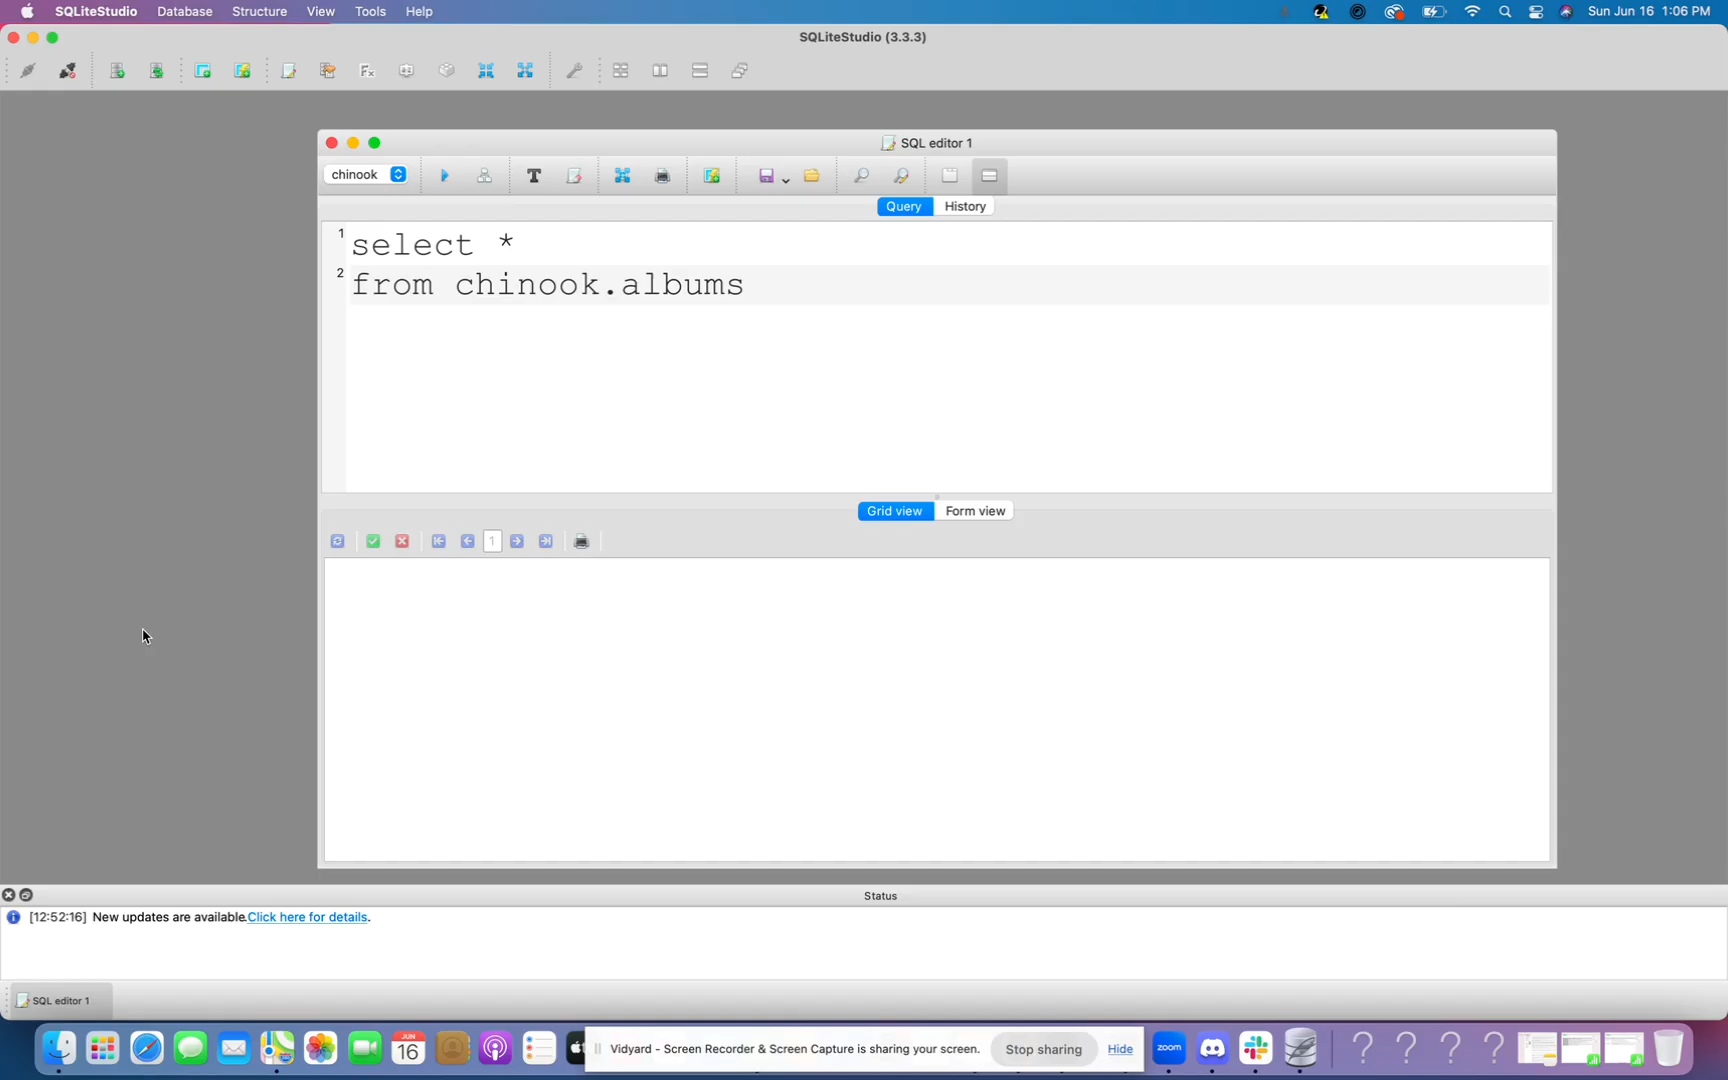 SQLiteStudio Database Structure View Tools Help Sun Jun 16 1:06 PM
SQLiteStudio (3.3.3)
SQL editor 1
chinook
Query History
1 select *
2 from chinook.albums
Grid view Form view
1
Status
[12:52:16] New updates are available. Click here for details.
SQL editor 1
JUN
16
Vidyard - Screen Recorder & Screen Capture is sharing your screen. Stop sharing Hide
zoom